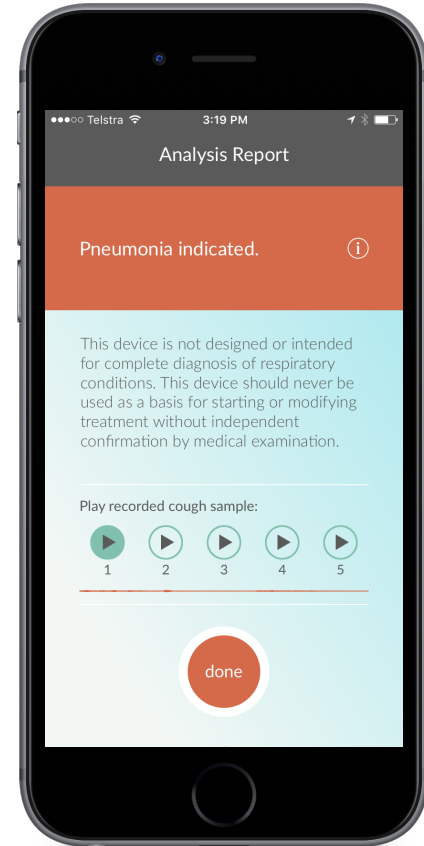 Telstra 3:19 PM
Analysis Report
Pneumonia indicated.
This device is not designed or intended
for complete diagnosis of respiratory
conditions. This device should never be
used as a basis for starting or modifying
treatment without independent
confirmation by medical examination.
Play recorded cough sample:
1 2 3 4 5
done